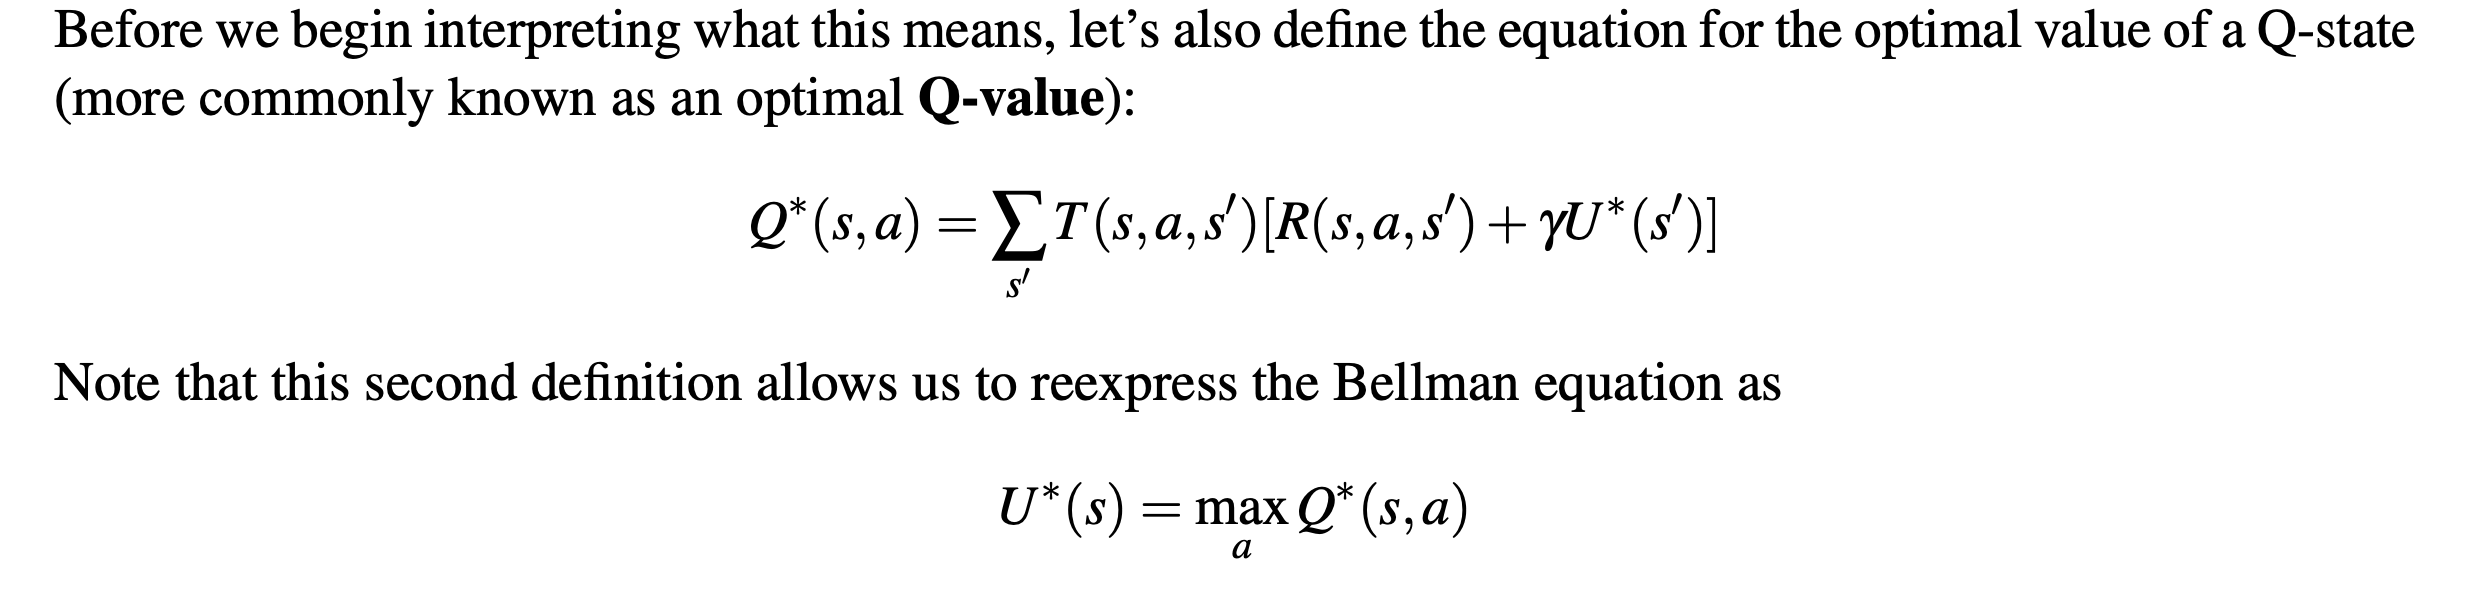 Before we begin interpreting what this means, let’s also define the equation for the optimal value of a Q-state
(more commonly known as an optimal Q-value):
Q*(s,a) = ∑_{s′} T(s,a,s′)[R(s,a,s′) + γU*(s′)]
Note that this second definition allows us to reexpress the Bellman equation as
U*(s) = max_a Q*(s,a)